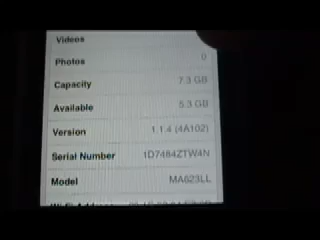 Videos
Photos 0
Capacity 7.3 GB
Available 5.3 GB
Version 1.1.4 (4A102)
Serial Number 1D7484ZTW4N
Model MA623LL